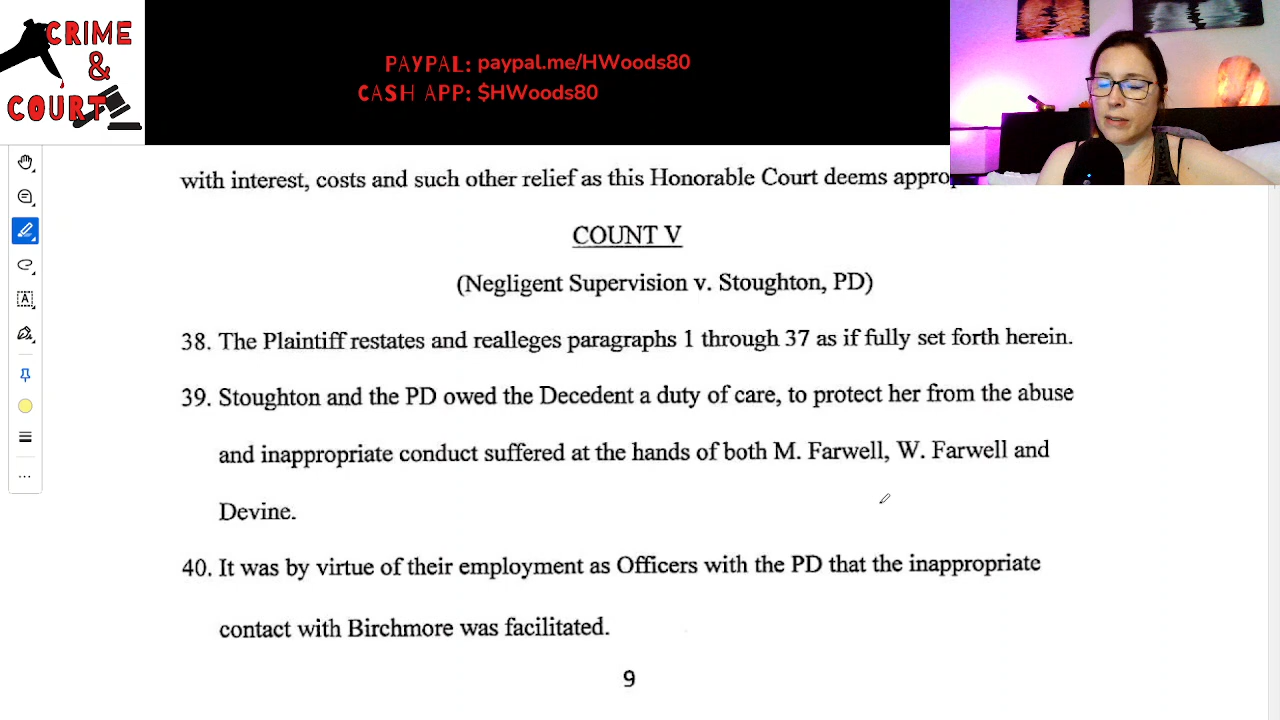 CRIME
&
COURT
PAYPAL: paypal.me/HWoods80
CASH APP: $HWoods80
with interest, costs and such other relief as this Honorable Court deems
COUNT V
(Negligent Supervision v. Stoughton, PD)
38. The Plaintiff restates and realleges paragraphs 1 through 37 as if fully set forth herein.
39. Stoughton and the PD owed the Decedent a duty of care, to protect her from the abuse
and inappropriate conduct suffered at the hands of both M. Farwell, W. Farwell and
Devine.
40. It was by virtue of their employment as Officers with the PD that the inappropriate
contact with Birchmore was facilitated.
9